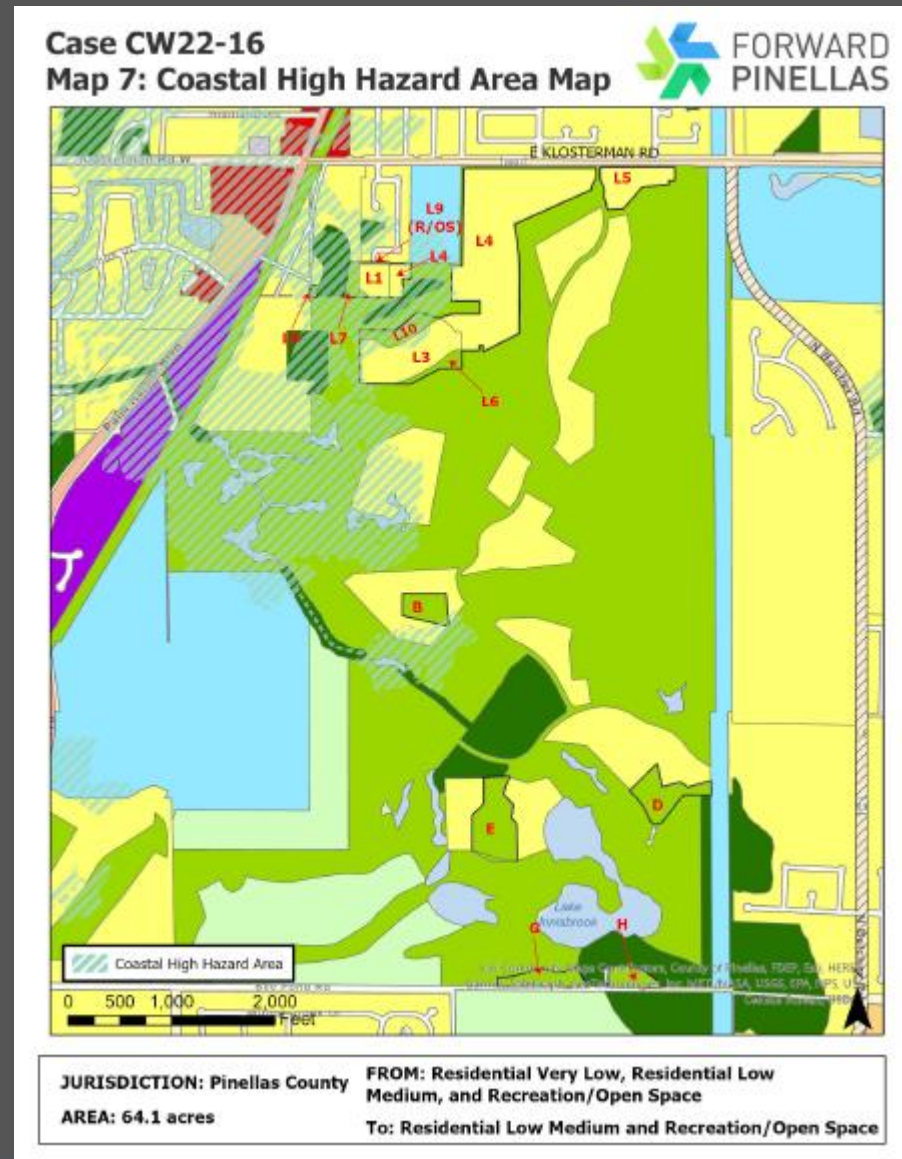 Case CW22-16
Map 7: Coastal High Hazard Area Map
FORWARD
PINELLAS
E KLOSTERMAN RD
L5
L9
(R/OS)
L4
L4
L1
L7
L10
L3
L6
B
D
E
Lake
Innisbrook
G
H
Coastal High Hazard Area
0 500 1,000 2,000
Feet
JURISDICTION: Pinellas County
AREA: 64.1 acres
FROM: Residential Very Low, Residential Low
Medium, and Recreation/Open Space
To: Residential Low Medium and Recreation/Open Space